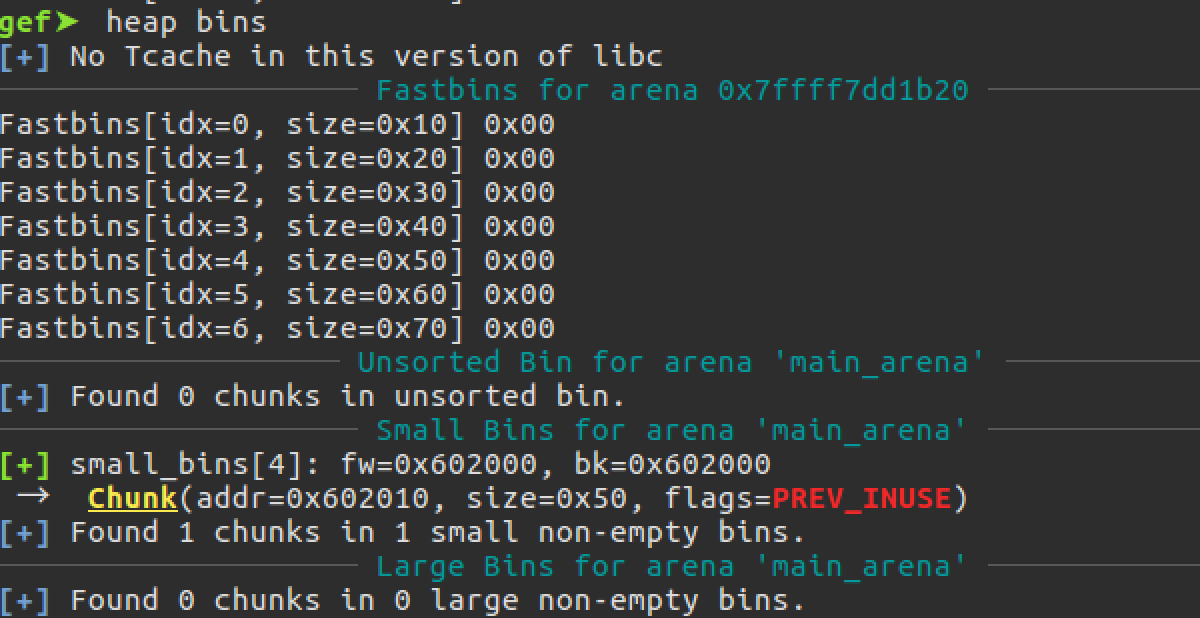 gef➤ heap bins
[+] No Tcache in this version of libc
Fastbins for arena 0x7ffff7dd1b20
Fastbins[idx=0, size=0x10] 0x00
Fastbins[idx=1, size=0x20] 0x00
Fastbins[idx=2, size=0x30] 0x00
Fastbins[idx=3, size=0x40] 0x00
Fastbins[idx=4, size=0x50] 0x00
Fastbins[idx=5, size=0x60] 0x00
Fastbins[idx=6, size=0x70] 0x00
Unsorted Bin for arena 'main_arena'
[+] Found 0 chunks in unsorted bin.
Small Bins for arena 'main_arena'
[+] small_bins[4]: fw=0x602000, bk=0x602000
→ Chunk(addr=0x602010, size=0x50, flags=PREV_INUSE)
[+] Found 1 chunks in 1 small non-empty bins.
Large Bins for arena 'main_arena'
[+] Found 0 chunks in 0 large non-empty bins.